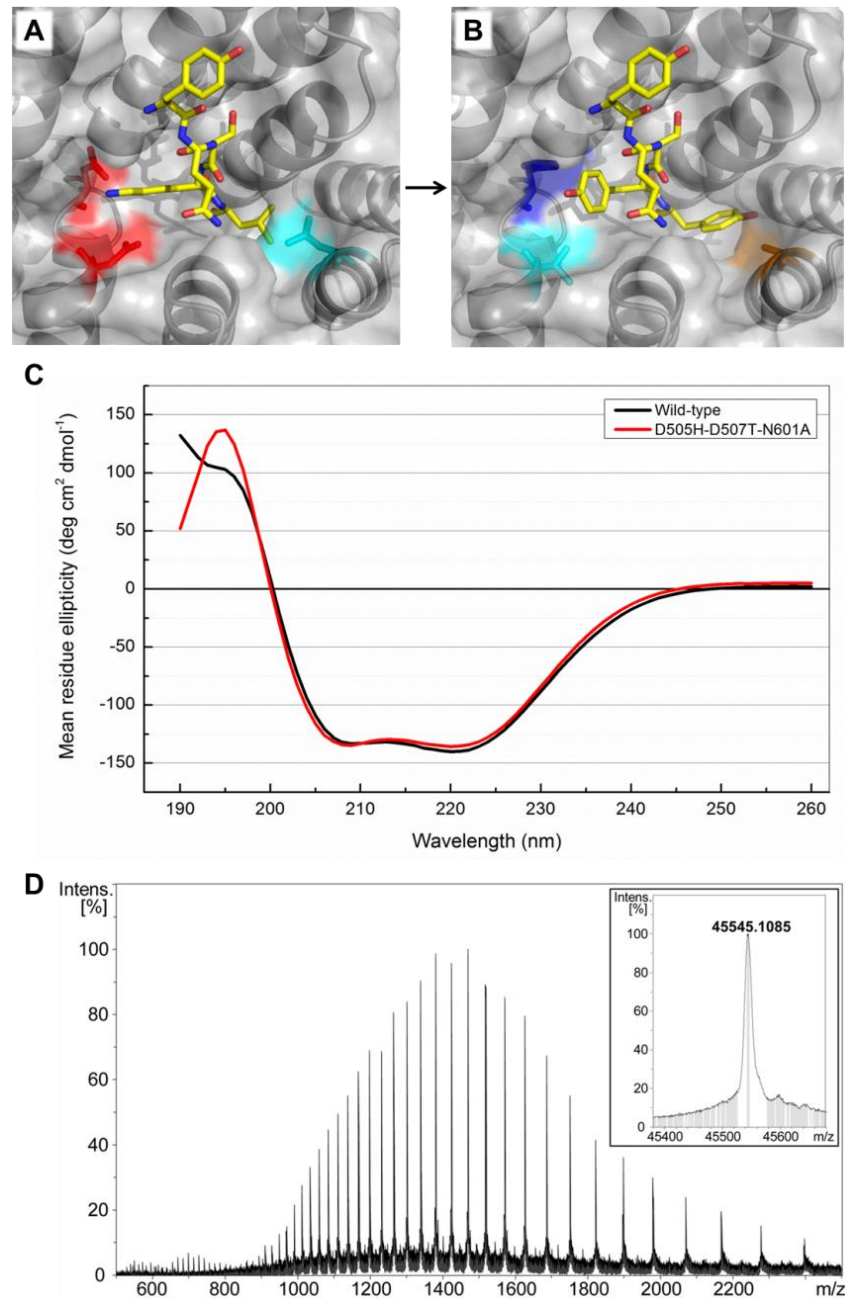 A
B
C
Mean residue ellipticity (deg cm² dmol⁻¹)
150
100
50
0
-50
-100
-150
Wild-type
D505H-D507T-N601A
190 200 210 220 230 240 250 260
Wavelength (nm)
D
Intens.
[%]
100
80
60
40
20
0
600 800 1000 1200 1400 1600 1800 2000 2200 m/z
Intens.
[%]
45545.1085
100
80
60
40
20
0
45400 45500 45600 m/z